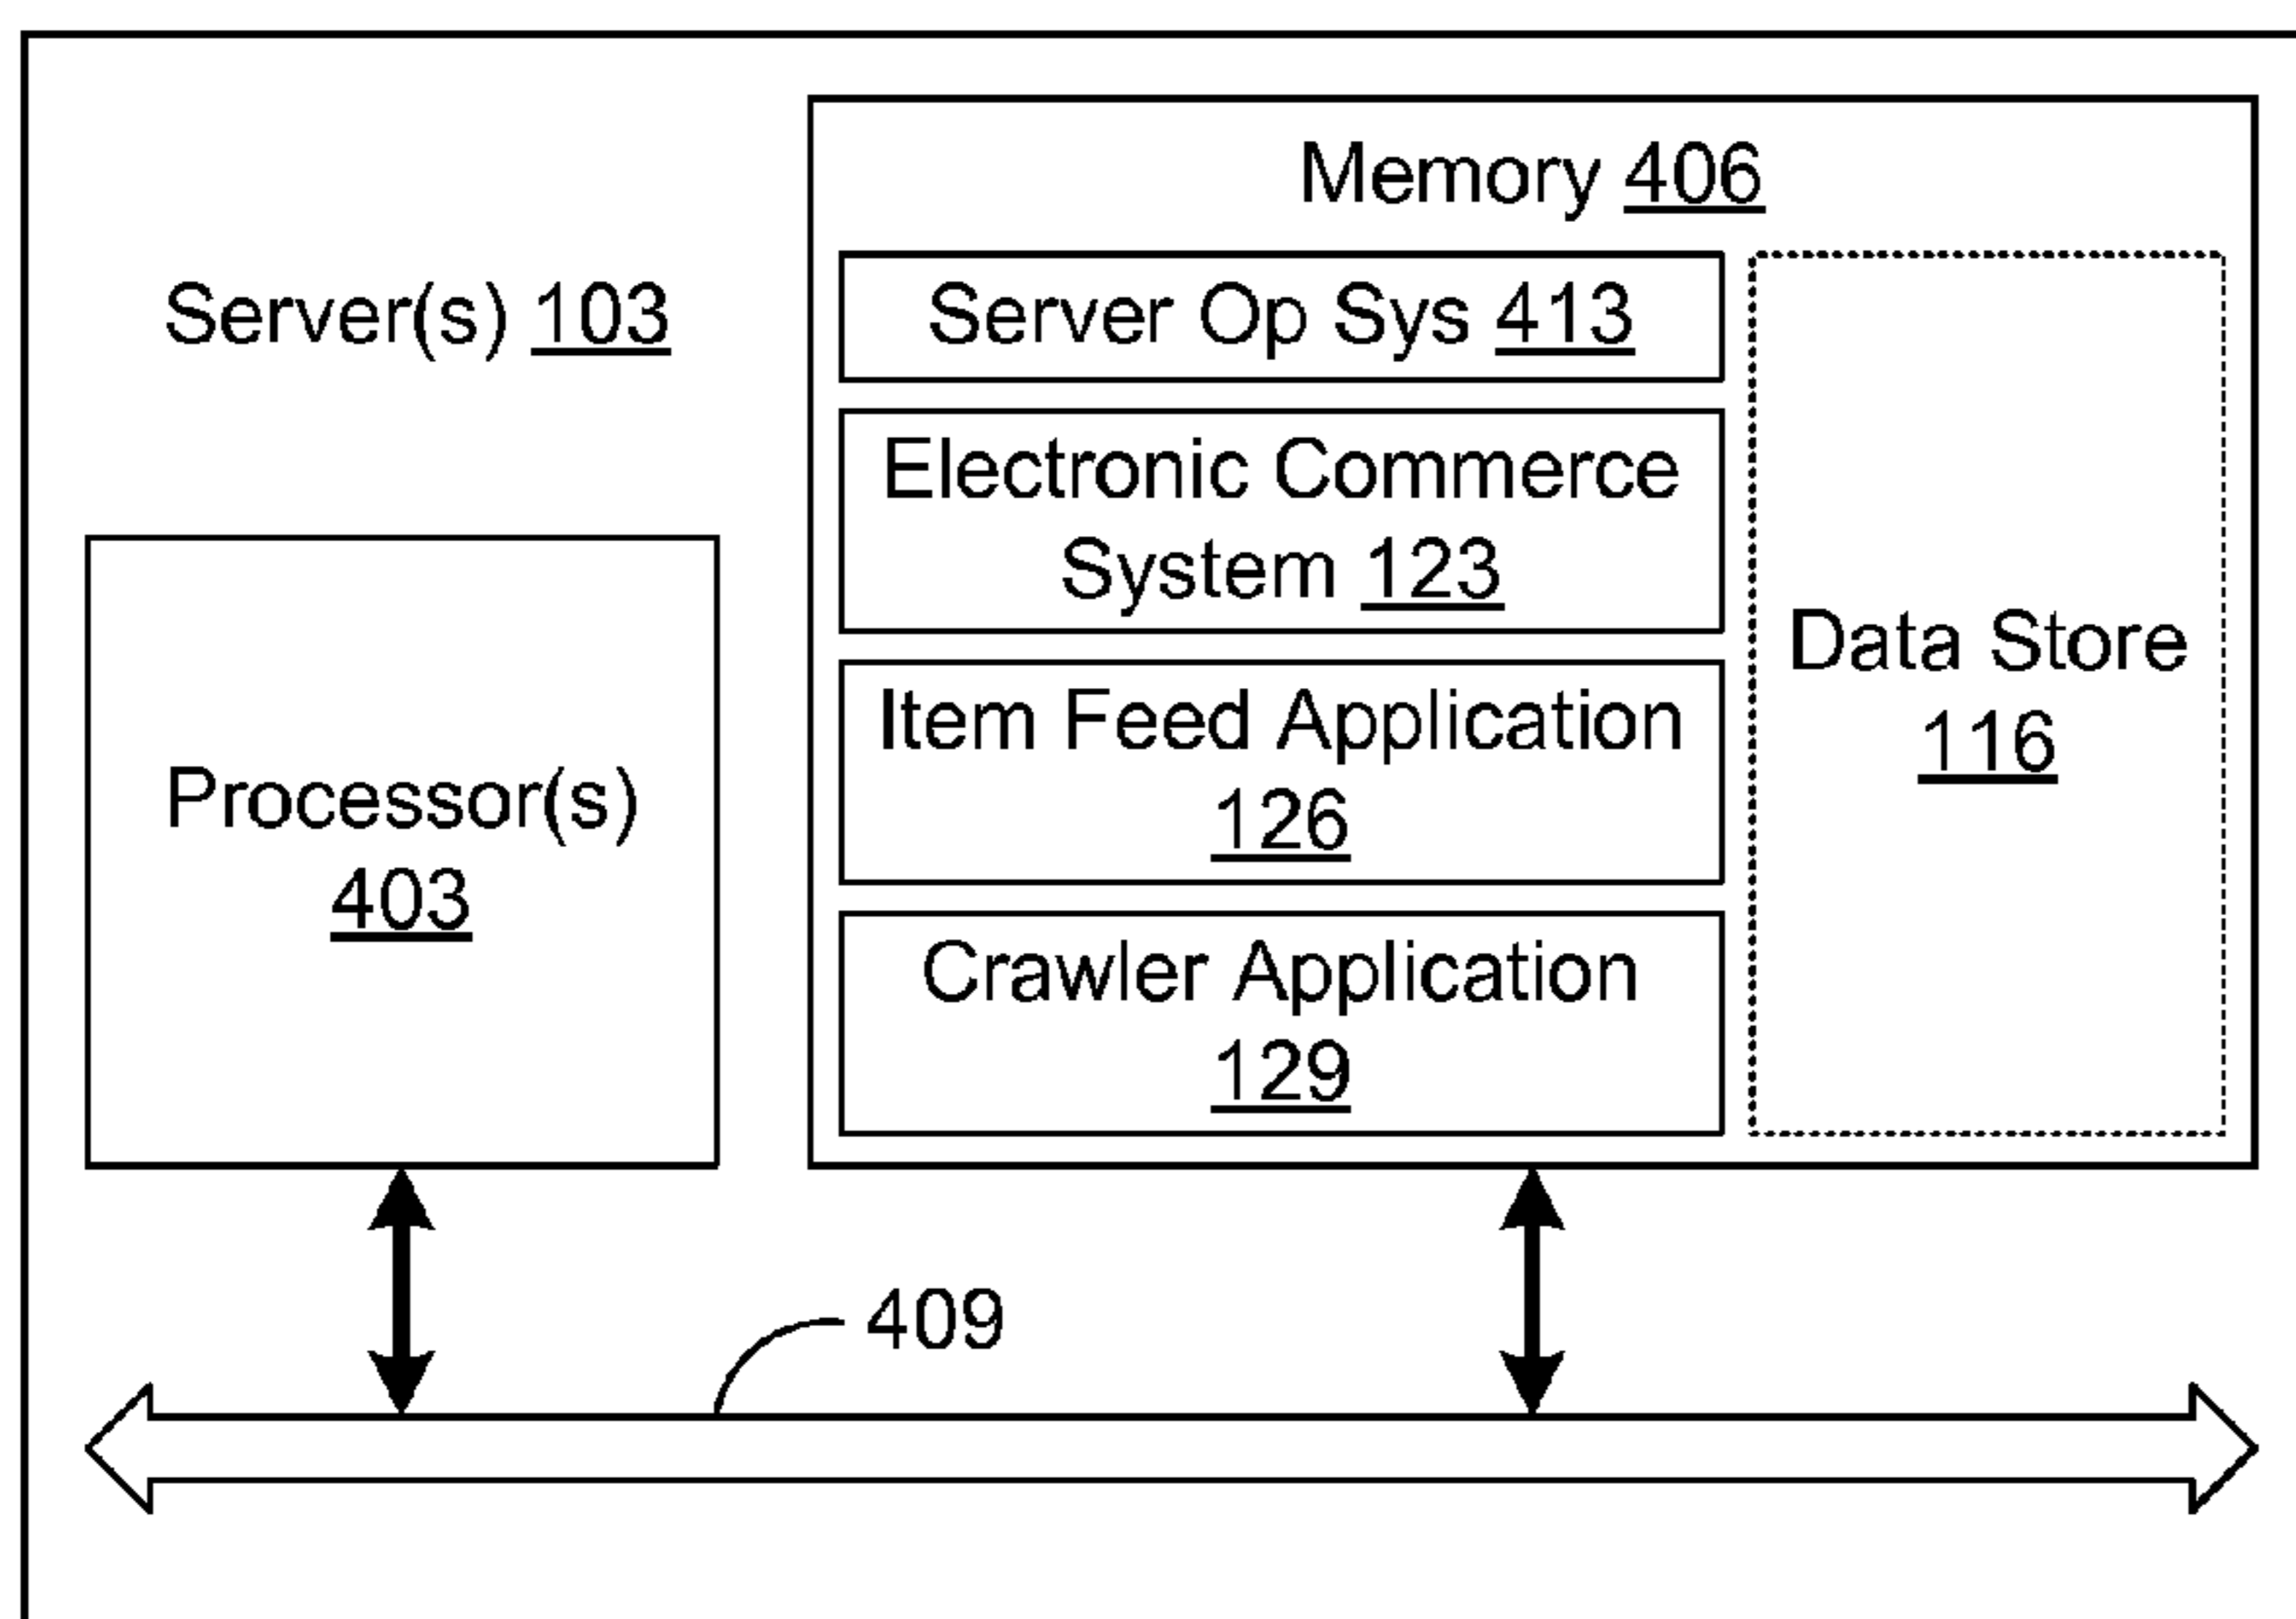 Memory 406
Server(s) 103
Server Op Sys 413
Electronic Commerce
System 123
Item Feed Application
126
Crawler Application
129
Data Store
116
Processor(s)
403
409